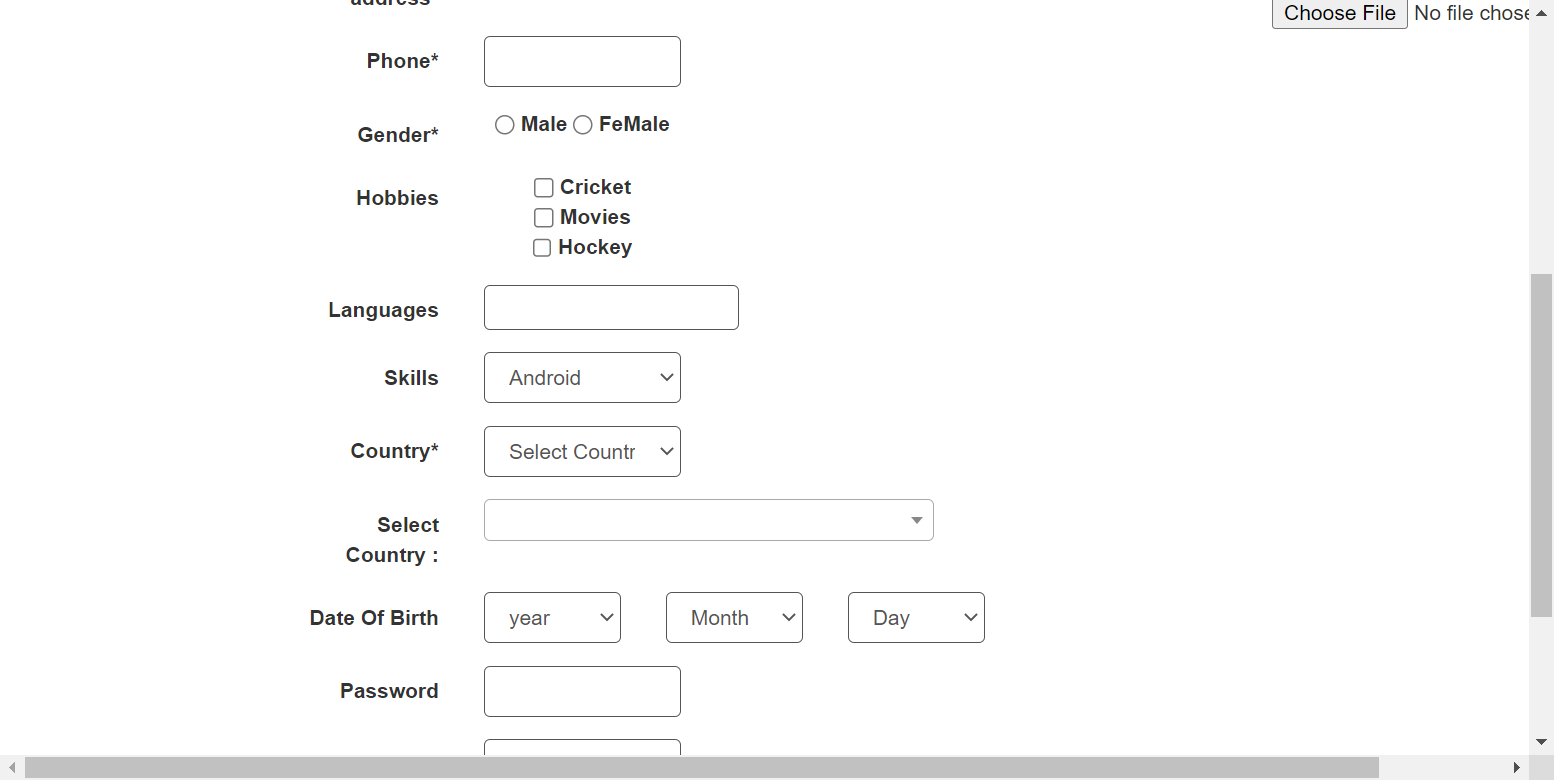 address
Choose File No file chose
Phone*
Male FeMale
Gender*
Cricket
Hobbies
Movies
Hockey
Languages
Skills Android
Country* Select Countr
Select
Country :
Date Of Birth year Month Day
Password